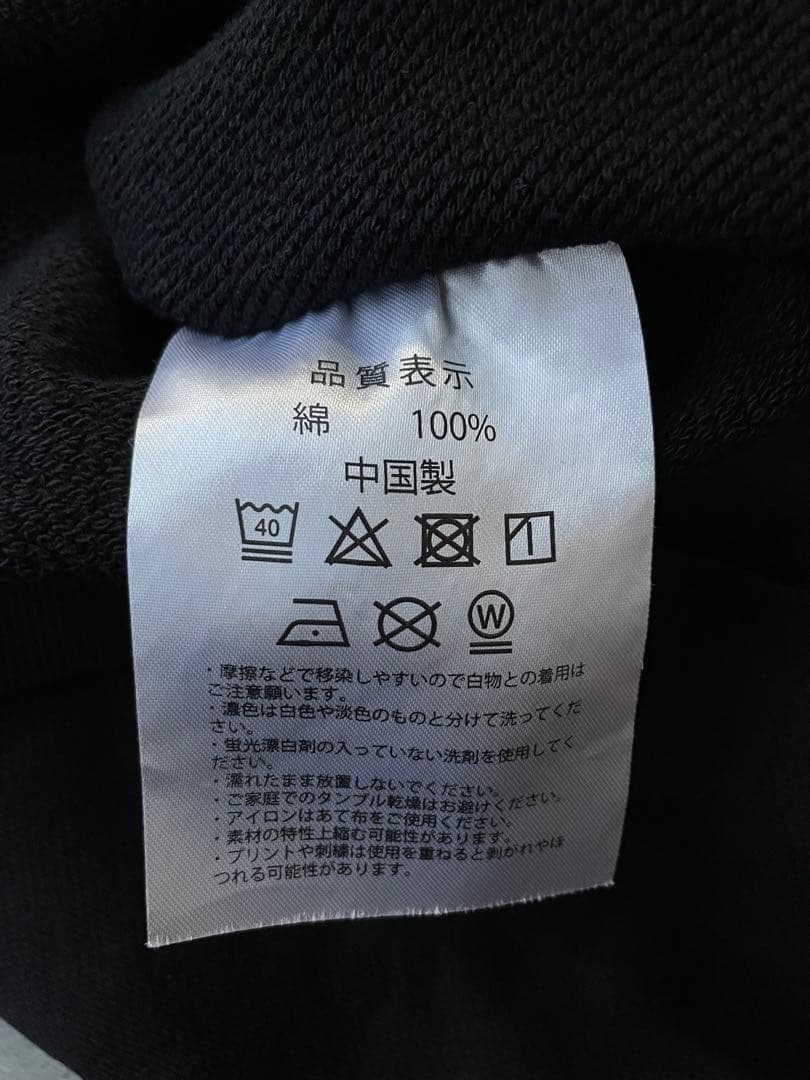 品質表示
綿 100%
中国製
40
W
・摩擦などで移染しやすいので白物との着用は
ご注意願います。
・濃色は白色や淡色のものと分けて洗ってくだ
さい。
・蛍光漂白剤の入っていない洗剤を使用してく
ださい。
・濡れたまま放置しないでください。
・ご家庭でのタンブル乾燥はお避けください。
・アイロンはあて布をご使用ください。
・素材の特性上縮む可能性があります。
・プリントや刺繍は使用を重ねると剥がれやほ
つれる可能性があります。